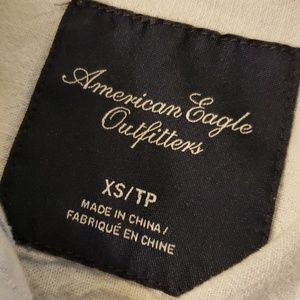 American Eagle
Outfitters
XS/TP
MADE IN CHINA/
FABRIQUÉ EN CHINE